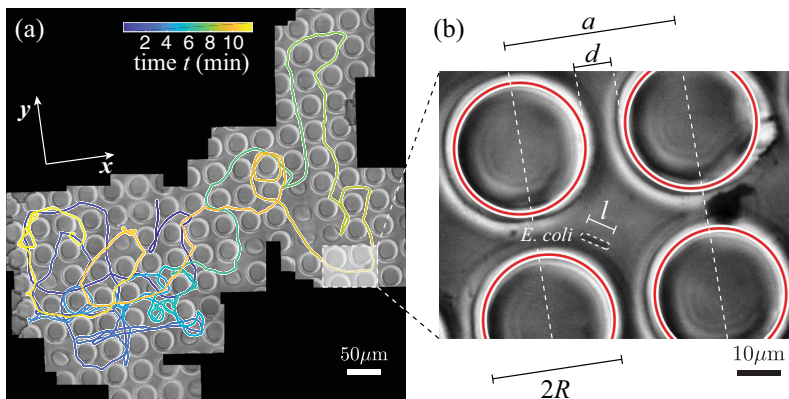 (a)
2 4 6 8 10
time t (min)
y
x
50μm
(b)
a
d
l
E. coli
2R
10μm